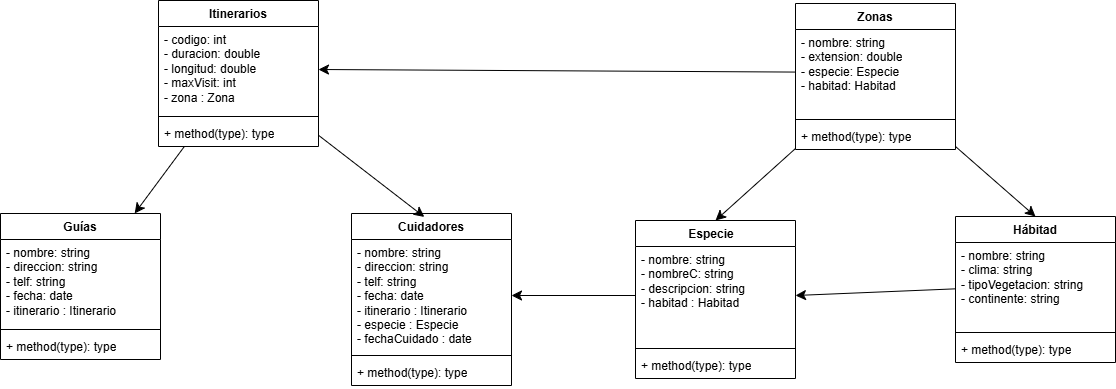 Itinerarios
- codigo: int
- duracion: double
- longitud: double
- maxVisit: int
- zona : Zona
+ method(type): type
Zonas
- nombre: string
- extension: double
- especie: Especie
- habitad: Habitad
+ method(type): type
Guías
- nombre: string
- direccion: string
- telf: string
- fecha: date
- itinerario : Itinerario
+ method(type): type
Cuidadores
- nombre: string
- direccion: string
- telf: string
- fecha: date
- itinerario : Itinerario
- especie : Especie
- fechaCuidado : date
+ method(type): type
Especie
- nombre: string
- nombreC: string
- descripcion: string
- habitad : Habitad
+ method(type): type
Hábitad
- nombre: string
- clima: string
- tipoVegetacion: string
- continente: string
+ method(type): type